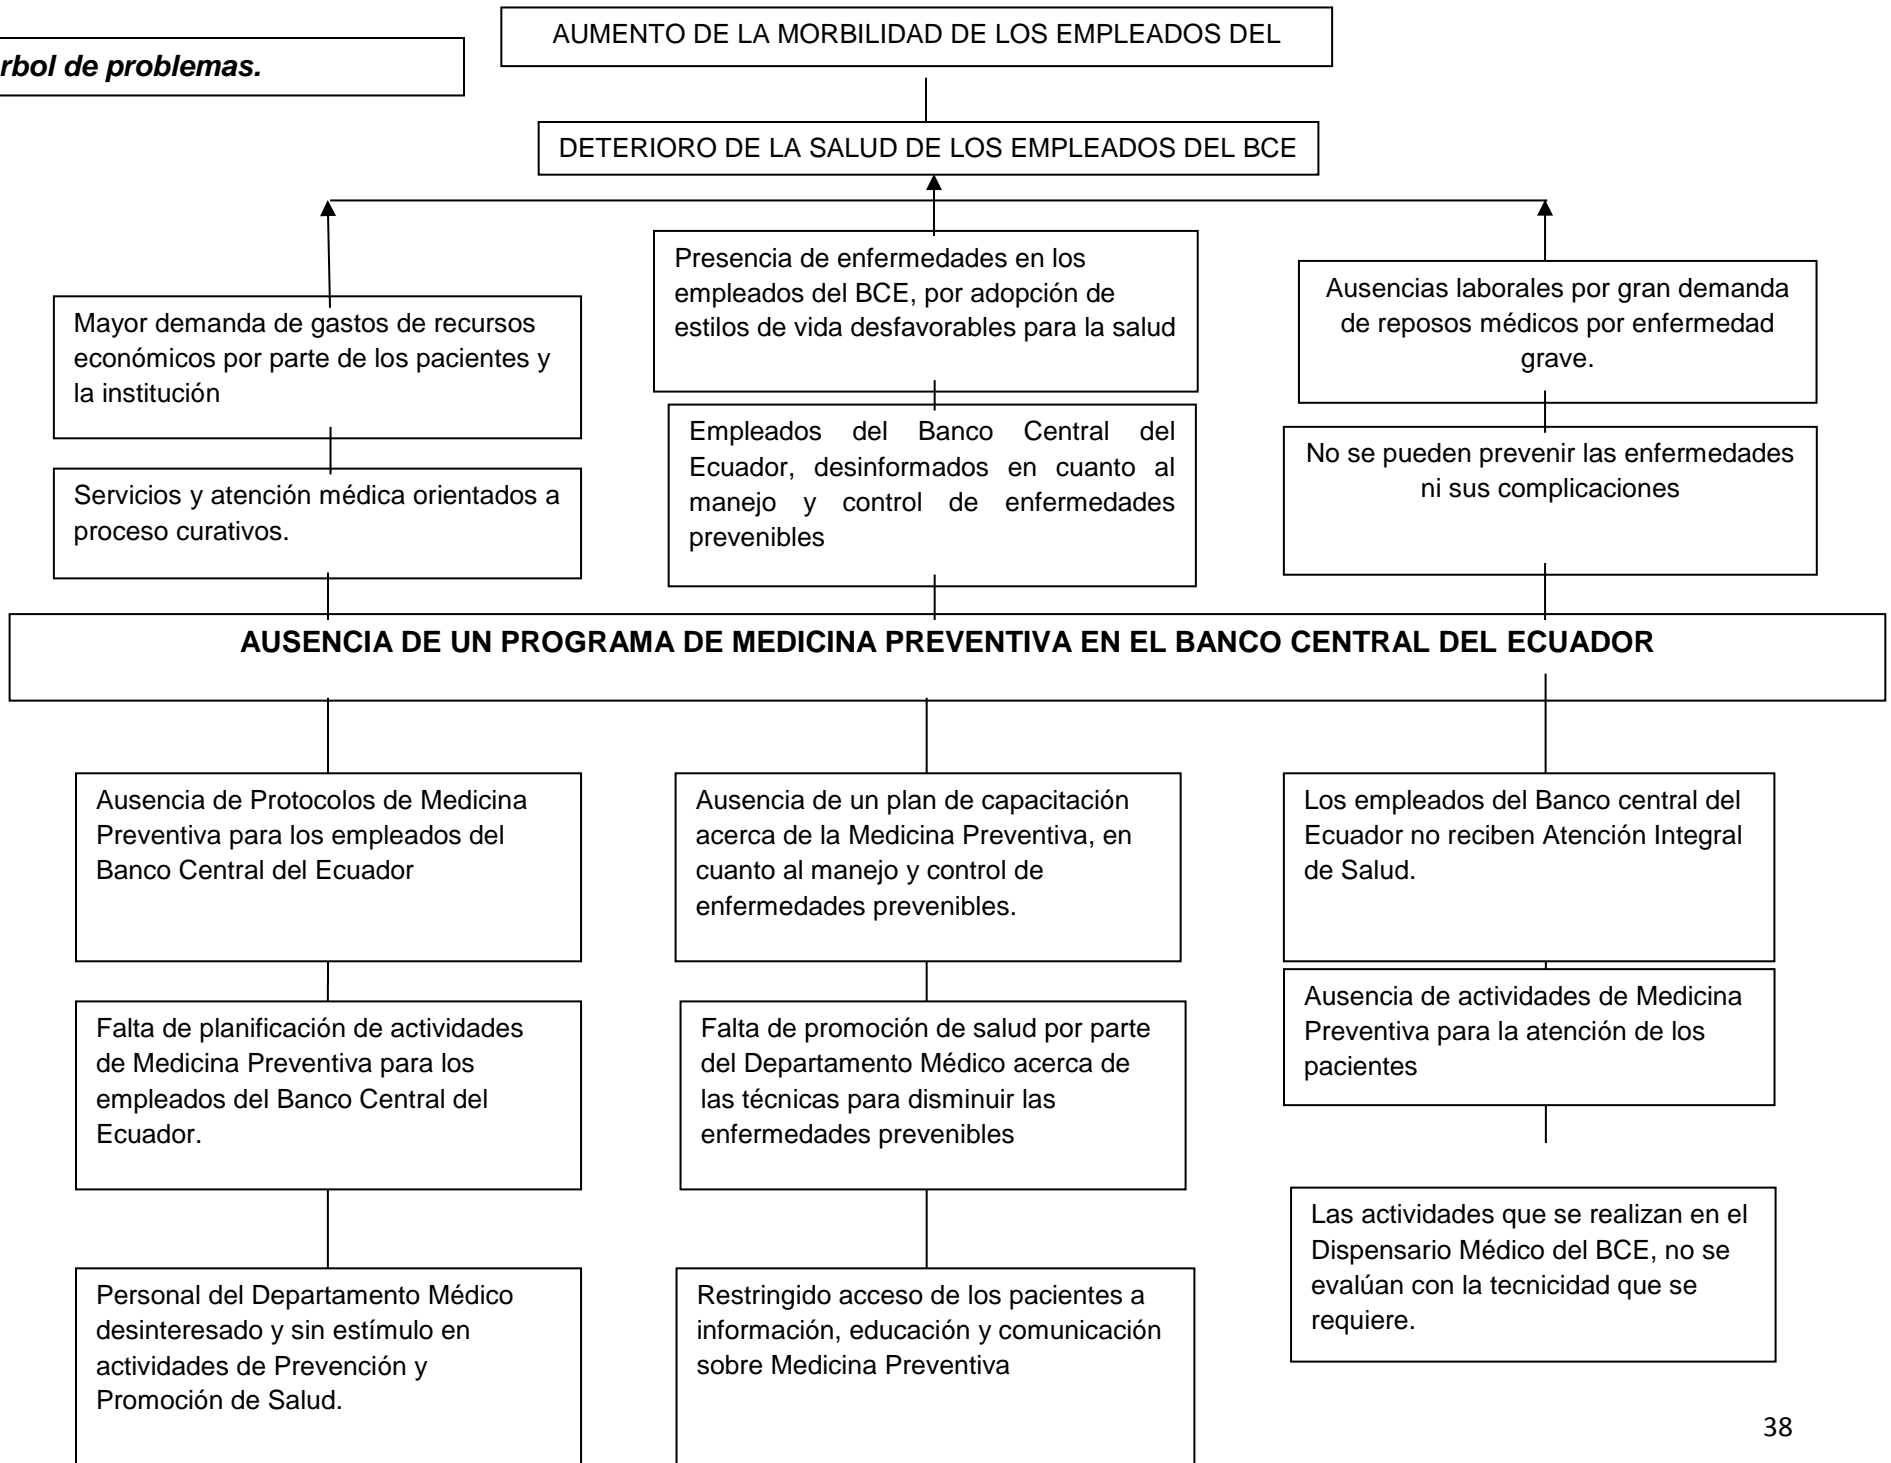 AUMENTO DE LA MORBILIDAD DE LOS EMPLEADOS DEL
rbol de problemas.
DETERIORO DE LA SALUD DE LOS EMPLEADOS DEL BCE
Mayor demanda de gastos de recursos
económicos por parte de los pacientes y
la institución
Presencia de enfermedades en los
empleados del BCE, por adopción de
estilos de vida desfavorables para la salud
Ausencias laborales por gran demanda
de reposos médicos por enfermedad
grave.
Servicios y atención médica orientados a
proceso curativos.
Empleados del Banco Central del
Ecuador, desinformados en cuanto al
manejo y control de enfermedades
prevenibles
No se pueden prevenir las enfermedades
ni sus complicaciones
AUSENCIA DE UN PROGRAMA DE MEDICINA PREVENTIVA EN EL BANCO CENTRAL DEL ECUADOR
Ausencia de Protocolos de Medicina
Preventiva para los empleados del
Banco Central del Ecuador
Ausencia de un plan de capacitación
acerca de la Medicina Preventiva, en
cuanto al manejo y control de
enfermedades prevenibles.
Los empleados del Banco central del
Ecuador no reciben Atención Integral
de Salud.
Falta de planificación de actividades
de Medicina Preventiva para los
empleados del Banco Central del
Ecuador.
Falta de promoción de salud por parte
del Departamento Médico acerca de
las técnicas para disminuir las
enfermedades prevenibles
Ausencia de actividades de Medicina
Preventiva para la atención de los
pacientes
Personal del Departamento Médico
desinteresado y sin estímulo en
actividades de Prevención y
Promoción de Salud.
Restringido acceso de los pacientes a
información, educación y comunicación
sobre Medicina Preventiva
Las actividades que se realizan en el
Dispensario Médico del BCE, no se
evalúan con la tecnicidad que se
requiere.
38